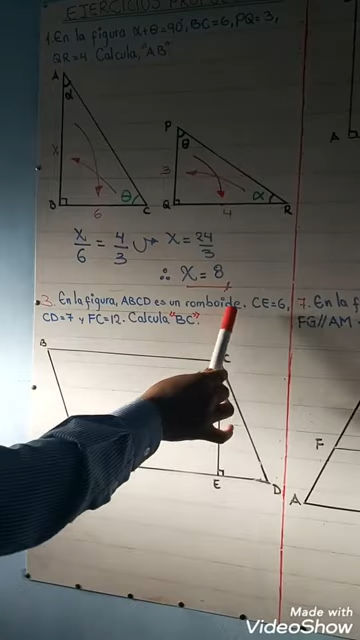 EJERCICIOS
1. En la figura α+θ=90°, BC=6, PQ=3,
QR=4 Calcula, "AB"
A
α
X
B
6
θ
C
P
θ
3
Q
4
α
R
A
X/6 = 4/3 → X = 24/3
∴ X = 8
3. En la figura, ABCD es un romboide. CE=6,
CD=7 y FC=12. Calcula "BC".
7. En la f
FG//AM
B
C
E
D
F
A
Made with
VideoShow